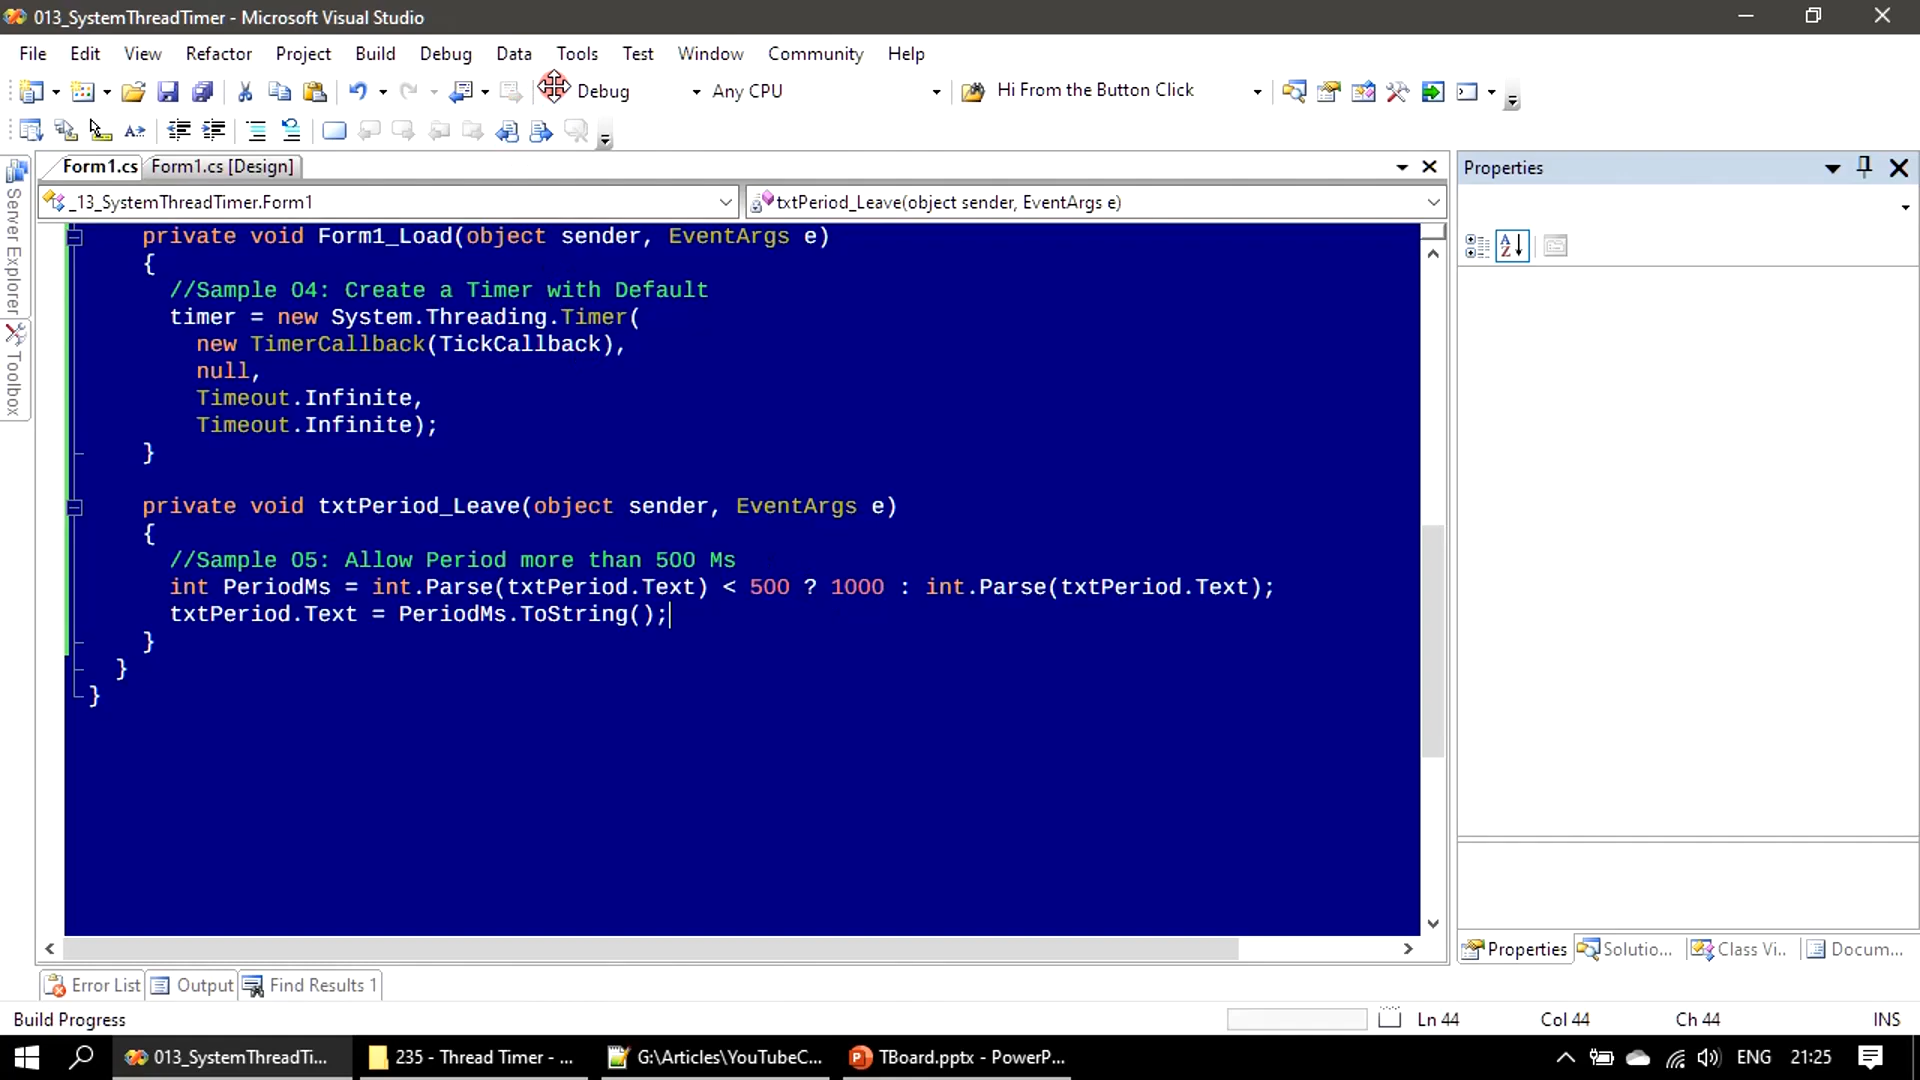 013_SystemThreadTimer - Microsoft Visual Studio
File Edit View Refactor Project Build Debug Data Tools Test Window Community Help
Debug Any CPU Hi From the Button Click
Form1.cs Form1.cs [Design]
Properties
_13_SystemThreadTimer.Form1 txtPeriod_Leave(object sender, EventArgs e)
Server Explorer
Toolbox
private void Form1_Load(object sender, EventArgs e)
{
//Sample 04: Create a Timer with Default
timer = new System.Threading.Timer(
new TimerCallback(TickCallback),
null,
Timeout.Infinite,
Timeout.Infinite);
}
private void txtPeriod_Leave(object sender, EventArgs e)
{
//Sample 05: Allow Period more than 500 Ms
int PeriodMs = int.Parse(txtPeriod.Text) < 500 ? 1000 : int.Parse(txtPeriod.Text);
txtPeriod.Text = PeriodMs.ToString();
}
}
}
Properties Solutio... Class Vi... Docum...
Error List Output Find Results 1
Build Progress Ln 44 Col 44 Ch 44 INS
013_SystemThreadTi... 235 - Thread Timer - ... G:\Articles\YouTubeC... TBoard.pptx - PowerP... ENG 21:25